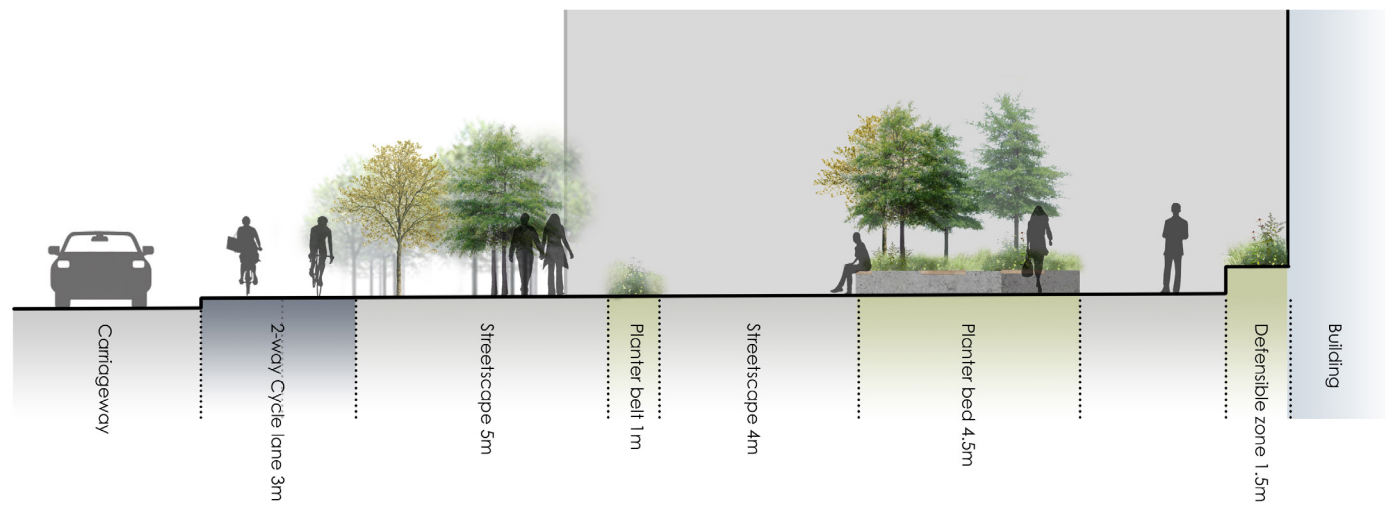 Carriageway
2-way Cycle lane 3m
Streetscape 5m
Planter belt 1m
Streetscape 4m
Planter bed 4.5m
Defensible zone 1.5m
Building